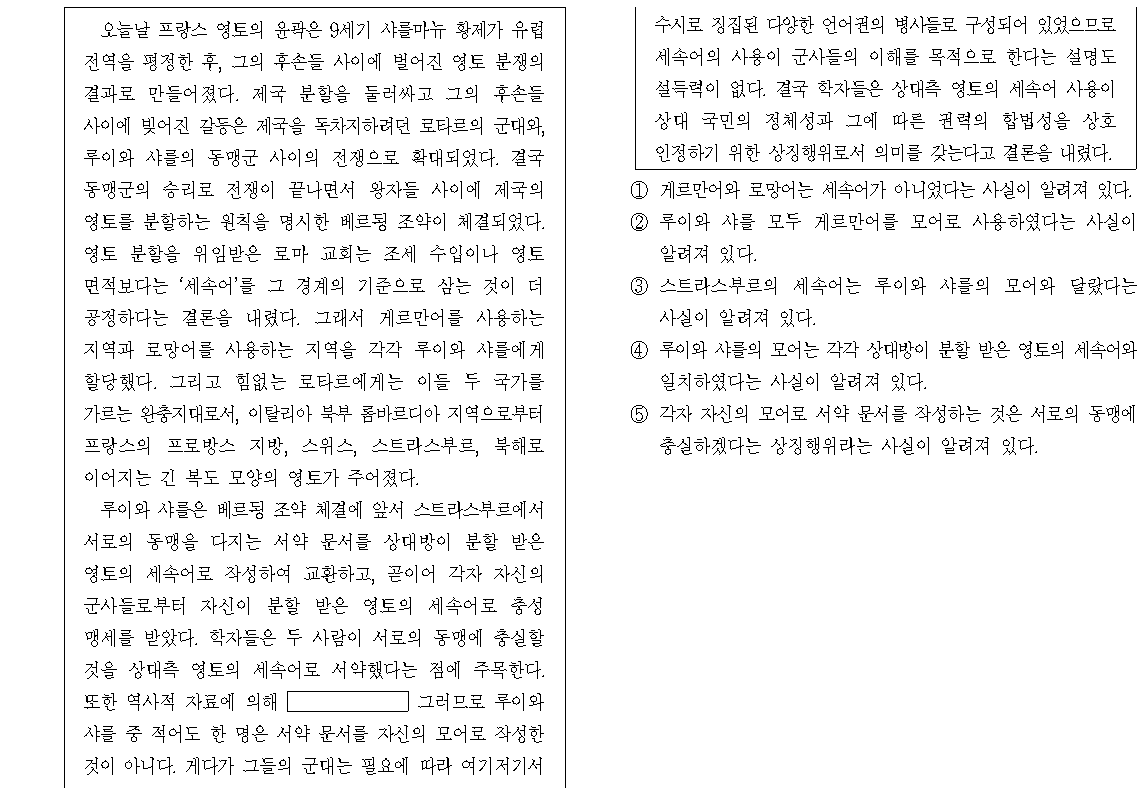 오늘날 프랑스 영토의 윤곽은 9세기 샤를마뉴 황제가 유럽
전역을 평정한 후, 그의 후손들 사이에 벌어진 영토 분쟁의
결과로 만들어졌다. 제국 분할을 둘러싸고 그의 후손들
사이에 빚어진 갈등은 제국을 독차지하려던 로타르의 군대와,
루이와 샤를의 동맹군 사이의 전쟁으로 확대되었다. 결국
동맹군의 승리로 전쟁이 끝나면서 왕자들 사이에 제국의
영토를 분할하는 원칙을 명시한 베르됭 조약이 체결되었다.
영토 분할을 위임받은 로마 교회는 조세 수입이나 영토
면적보다는 ‘세속어’를 그 경계의 기준으로 삼는 것이 더
공정하다는 결론을 내렸다. 그래서 게르만어를 사용하는
지역과 로망어를 사용하는 지역을 각각 루이와 샤를에게
할당했다. 그리고 힘없는 로타르에게는 이들 두 국가를
가르는 완충지대로서, 이탈리아 북부 롬바르디아 지역으로부터
프랑스의 프로방스 지방, 스위스, 스트라스부르, 북해로
이어지는 긴 복도 모양의 영토가 주어졌다.
루이와 샤를은 베르됭 조약 체결에 앞서 스트라스부르에서
서로의 동맹을 다지는 서약 문서를 상대방이 분할 받은
영토의 세속어로 작성하여 교환하고, 곧이어 각자 자신의
군사들로부터 자신이 분할 받은 영토의 세속어로 충성
맹세를 받았다. 학자들은 두 사람이 서로의 동맹에 충실할
것을 상대측 영토의 세속어로 서약했다는 점에 주목한다.
또한 역사적 자료에 의해 그러므로 루이와
샤를 중 적어도 한 명은 서약 문서를 자신의 모어로 작성한
것이 아니다. 게다가 그들의 군대는 필요에 따라 여기저기서
수시로 징집된 다양한 언어권의 병사들로 구성되어 있었으므로
세속어의 사용이 군사들의 이해를 목적으로 한다는 설명도
설득력이 없다. 결국 학자들은 상대측 영토의 세속어 사용이
상대 국민의 정체성과 그에 따른 권력의 합법성을 상호
인정하기 위한 상징행위로서 의미를 갖는다고 결론을 내렸다.
① 게르만어와 로망어는 세속어가 아니었다는 사실이 알려져 있다.
② 루이와 샤를 모두 게르만어를 모어로 사용하였다는 사실이
알려져 있다.
③ 스트라스부르의 세속어는 루이와 샤를의 모어와 달랐다는
사실이 알려져 있다.
④ 루이와 샤를의 모어는 각각 상대방이 분할 받은 영토의 세속어와
일치하였다는 사실이 알려져 있다.
⑤ 각자 자신의 모어로 서약 문서를 작성하는 것은 서로의 동맹에
충실하겠다는 상징행위라는 사실이 알려져 있다.